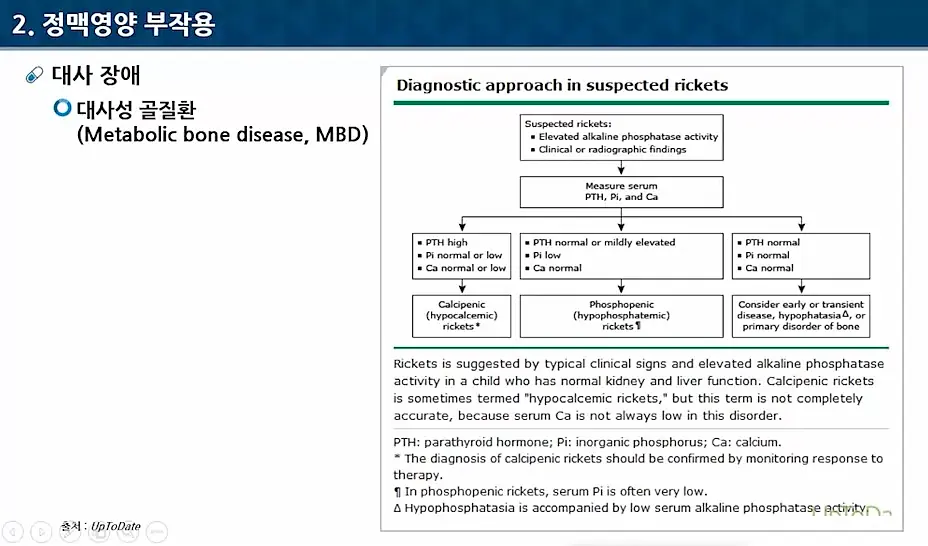 2. 정맥영양 부작용
대사 장애
대사성 골질환
(Metabolic bone disease, MBD)
Diagnostic approach in suspected rickets
Suspected rickets:
▪ Elevated alkaline phosphatase activity
▪ Clinical or radiographic findings
Measure serum
PTH, Pi, and Ca
▪ PTH high
▪ Pi normal or low
▪ Ca normal or low
▪ PTH normal or mildly elevated
▪ Pi low
▪ Ca normal
▪ PTH normal
▪ Pi normal
▪ Ca normal
Calcipenic
(hypocalcemic)
rickets*
Phosphopenic
(hypophosphatemic)
rickets¶
Consider early or transient
disease, hypophatasiaΔ, or
primary disorder of bone
Rickets is suggested by typical clinical signs and elevated alkaline phosphatase
activity in a child who has normal kidney and liver function. Calcipenic rickets
is sometimes termed "hypocalcemic rickets," but this term is not completely
accurate, because serum Ca is not always low in this disorder.
PTH: parathyroid hormone; Pi: inorganic phosphorus; Ca: calcium.
* The diagnosis of calcipenic rickets should be confirmed by monitoring response to
therapy.
¶ In phosphopenic rickets, serum Pi is often very low.
Δ Hypophosphatasia is accompanied by low serum alkaline phosphatase activity.
출처 : UpToDate